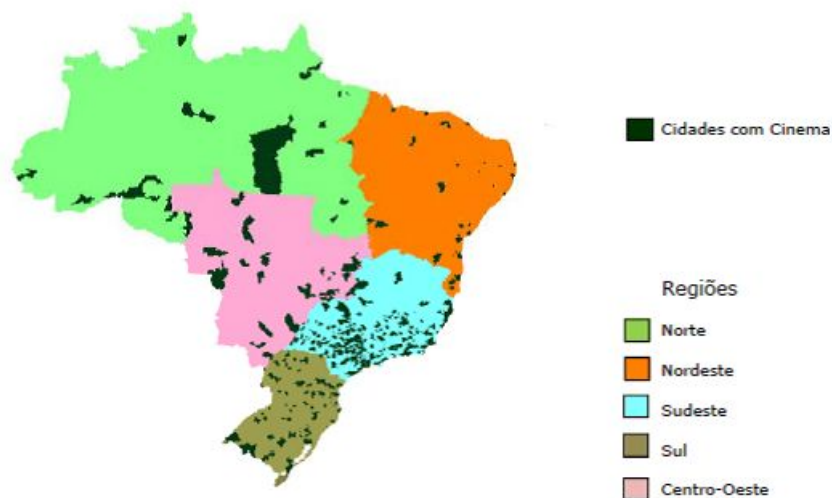 Cidades com Cinema
Regiões
Norte
Nordeste
Sudeste
Sul
Centro-Oeste